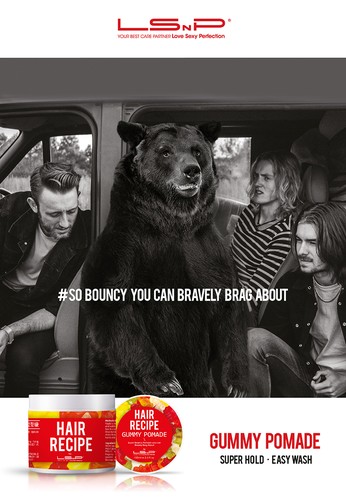 LSNP®
YOUR BEST CARE PARTNER Love Sexy Perfection
#SO BOUNCY YOU CAN BRAVELY BRAG ABOUT
HAIR
RECIPE
HAIR
RECIPE
GUMMY POMADE
LSNP
GUMMY POMADE
SUPER HOLD - EASY WASH